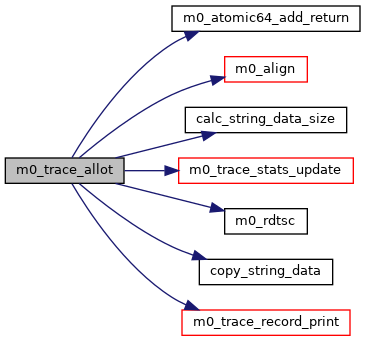 m0_atomic64_add_return
m0_align
calc_string_data_size
m0_trace_allot
m0_trace_stats_update
m0_rdtsc
copy_string_data
m0_trace_record_print